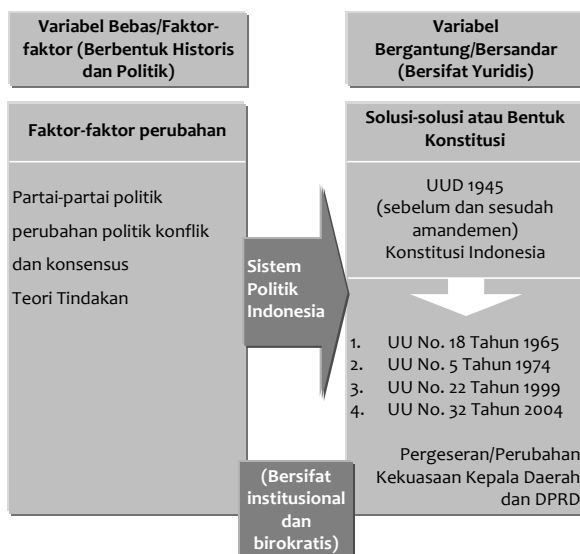 Variabel Bebas/Faktor-
faktor (Berbentuk Historis
dan Politik)
Variabel
Bergantung/Bersandar
(Bersifat Yuridis)
Faktor-faktor perubahan
Partai-partai politik
perubahan politik konflik
dan konsensus
Teori Tindakan
Sistem
Politik
Indonesia
(Bersifat
institusional
dan
birokratis)
Solusi-solusi atau Bentuk
Konstitusi
UUD 1945
(sebelum dan sesudah
amandemen)
Konstitusi Indonesia
1. UU No. 18 Tahun 1965
2. UU No. 5 Tahun 1974
3. UU No. 22 Tahun 1999
4. UU No. 32 Tahun 2004
Pergeseran/Perubahan
Kekuasaan Kepala Daerah
dan DPRD